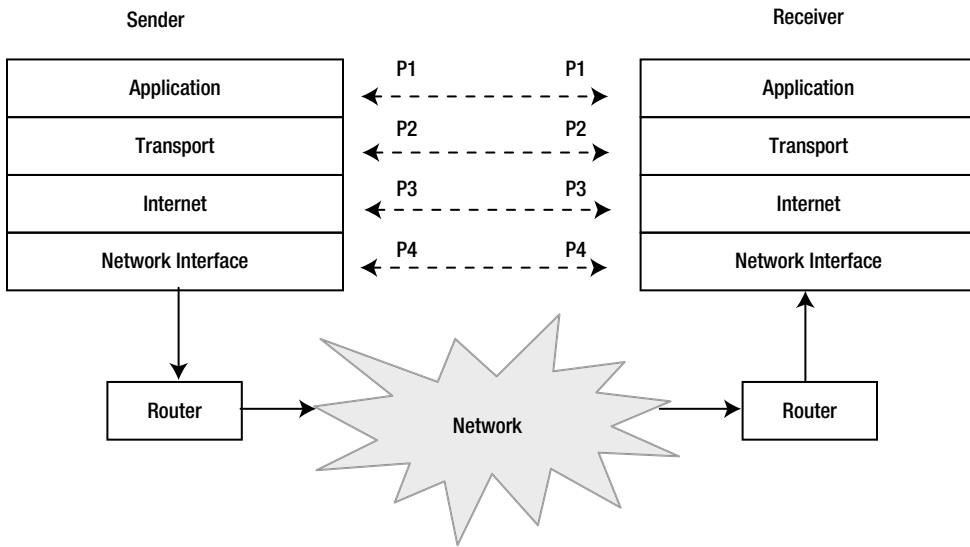 Sender
Receiver
Application
P1
P1
Application
Transport
P2
P2
Transport
Internet
P3
P3
Internet
Network Interface
P4
P4
Network Interface
Router
Network
Router